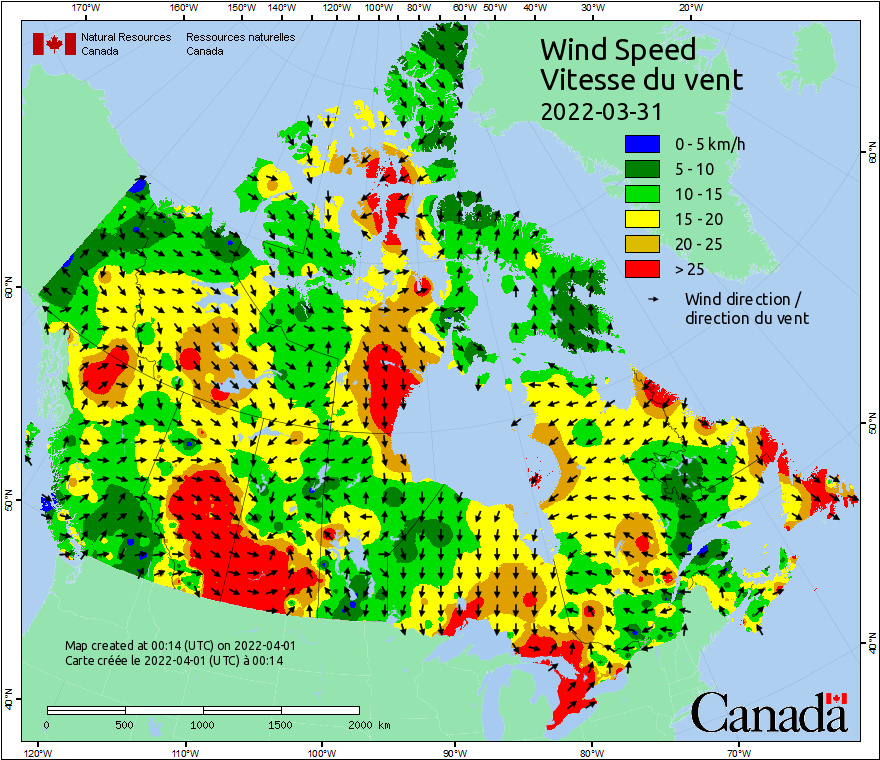 170°W 160°W 150°W 140°W 130°W 120°W 110°W 100°W 90°W 80°W 70°W 60°W 50°W 40°W 30°W 20°W
Natural Resources Canada
Ressources naturelles Canada
Wind Speed
Vitesse du vent
2022-03-31
0 - 5 km/h
5 - 10
10 - 15
15 - 20
20 - 25
> 25
Wind direction /
direction du vent
60°N
60°N
50°N
50°N
40°N
40°N
Map created at 00:14 (UTC) on 2022-04-01
Carte créée le 2022-04-01 (UTC) à 00:14
0 500 1000 1500 2000 km
Canada
120°W 110°W 100°W 90°W 80°W 70°W